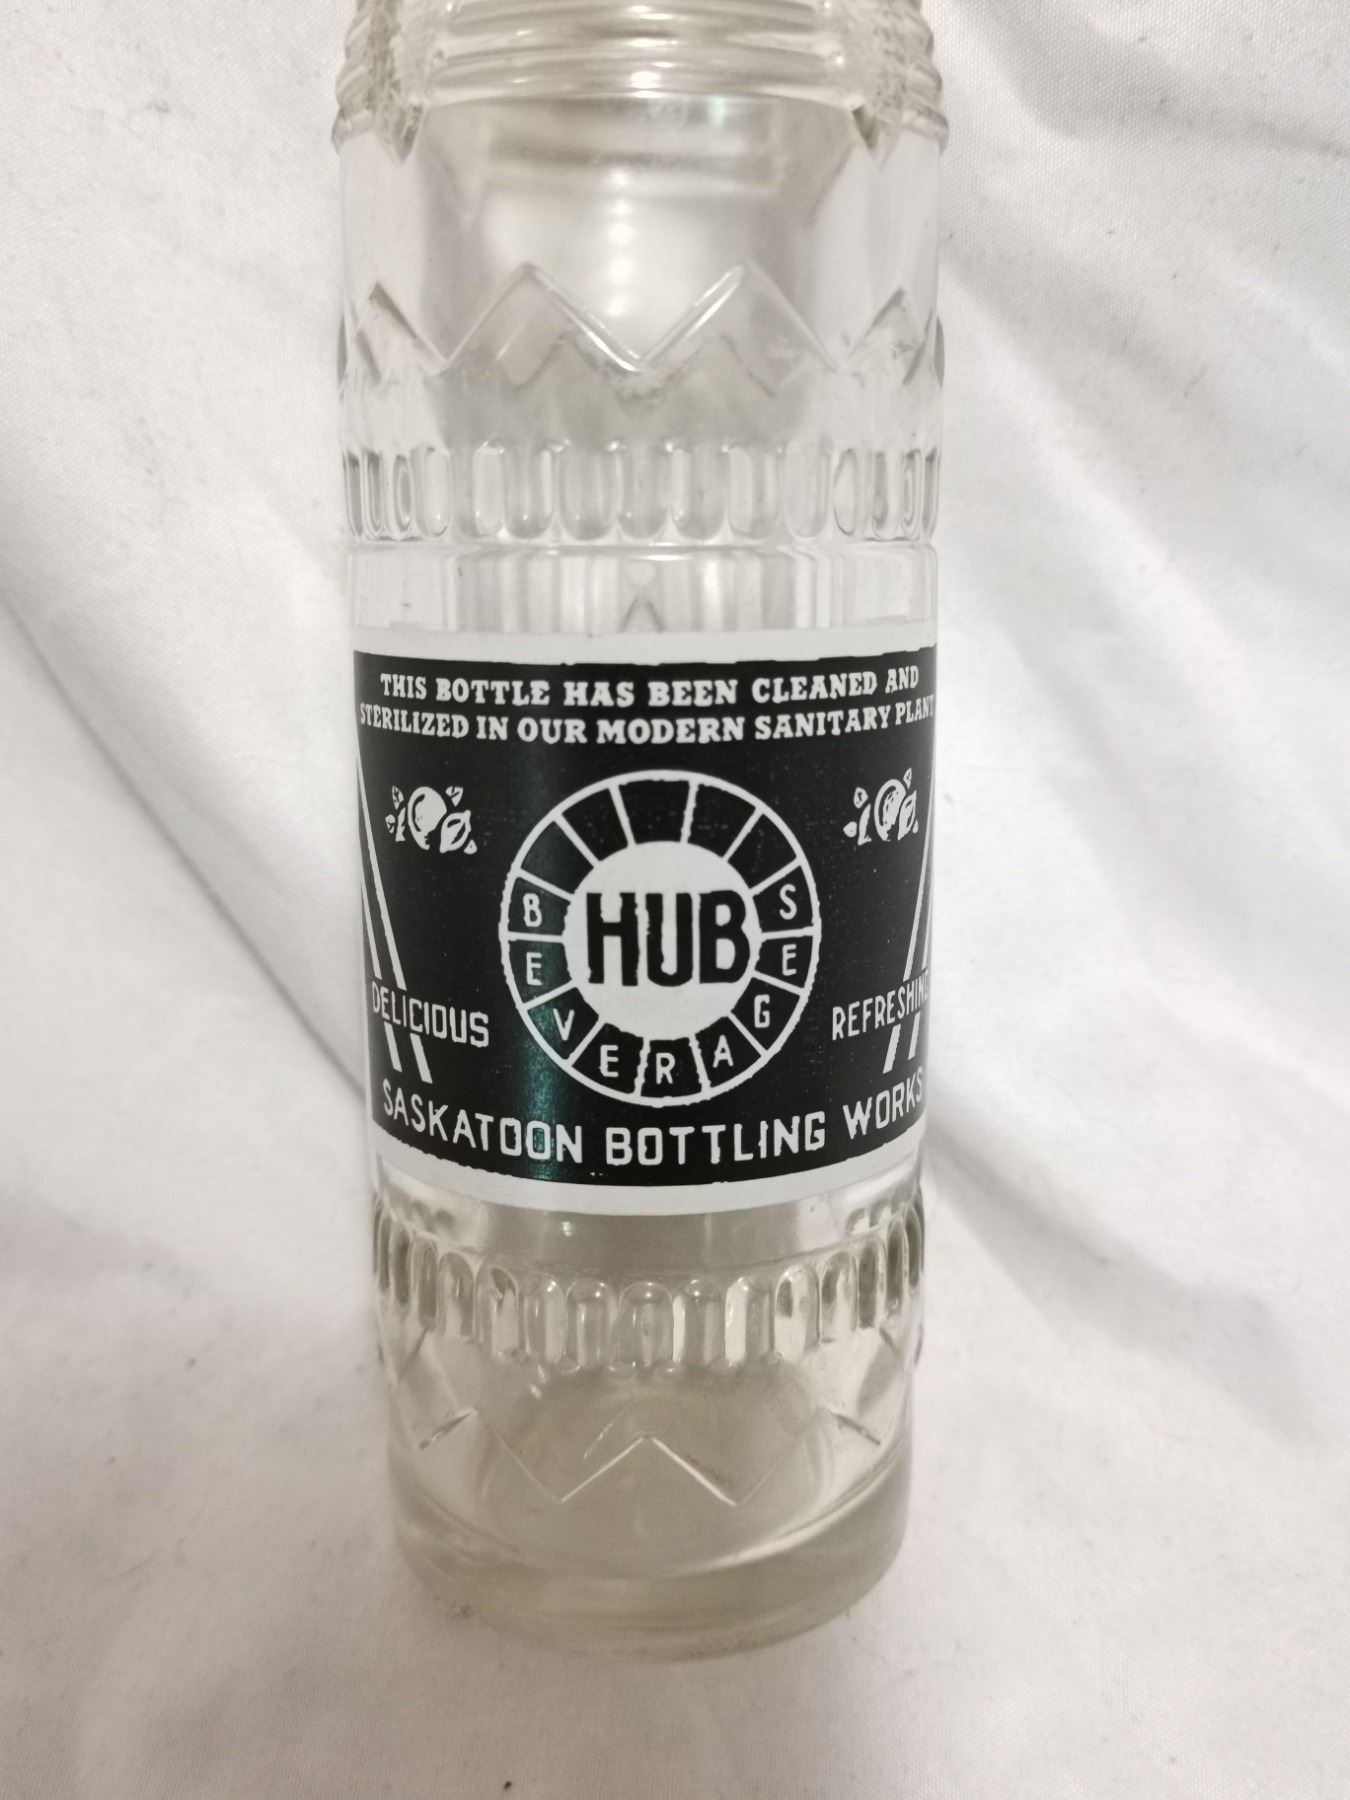 THIS BOTTLE HAS BEEN CLEANED AND
STERILIZED IN OUR MODERN SANITARY PLANT
HUB
BEVERAGES
DELICIOUS
REFRESHING
SASKATOON BOTTLING WORKS